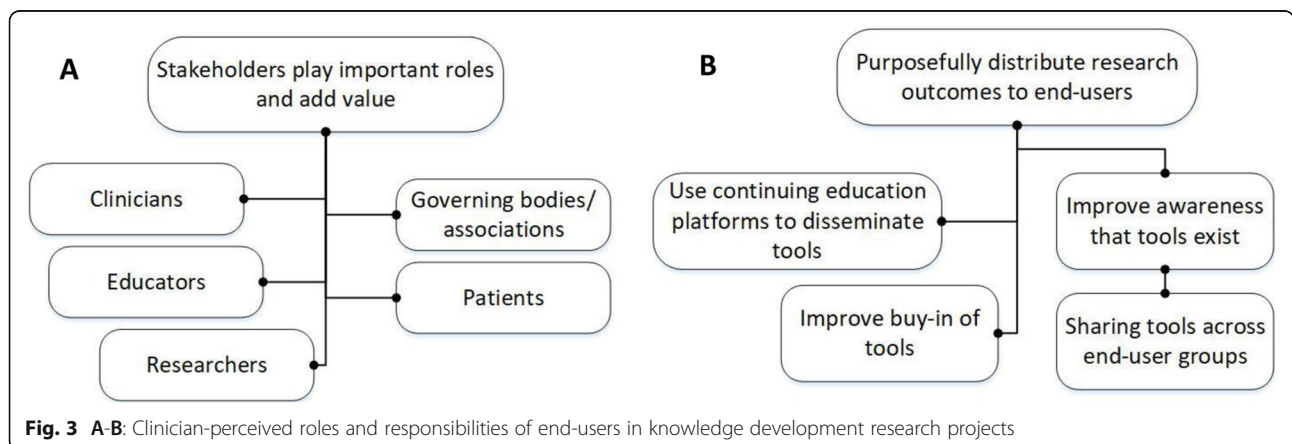 A
Stakeholders play important roles
and add value
Clinicians
Governing bodies/
associations
Educators
Patients
Researchers
B
Purposefully distribute research
outcomes to end-users
Use continuing education
platforms to disseminate
tools
Improve awareness
that tools exist
Improve buy-in of
tools
Sharing tools across
end-user groups
Fig. 3 A-B: Clinician-perceived roles and responsibilities of end-users in knowledge development research projects